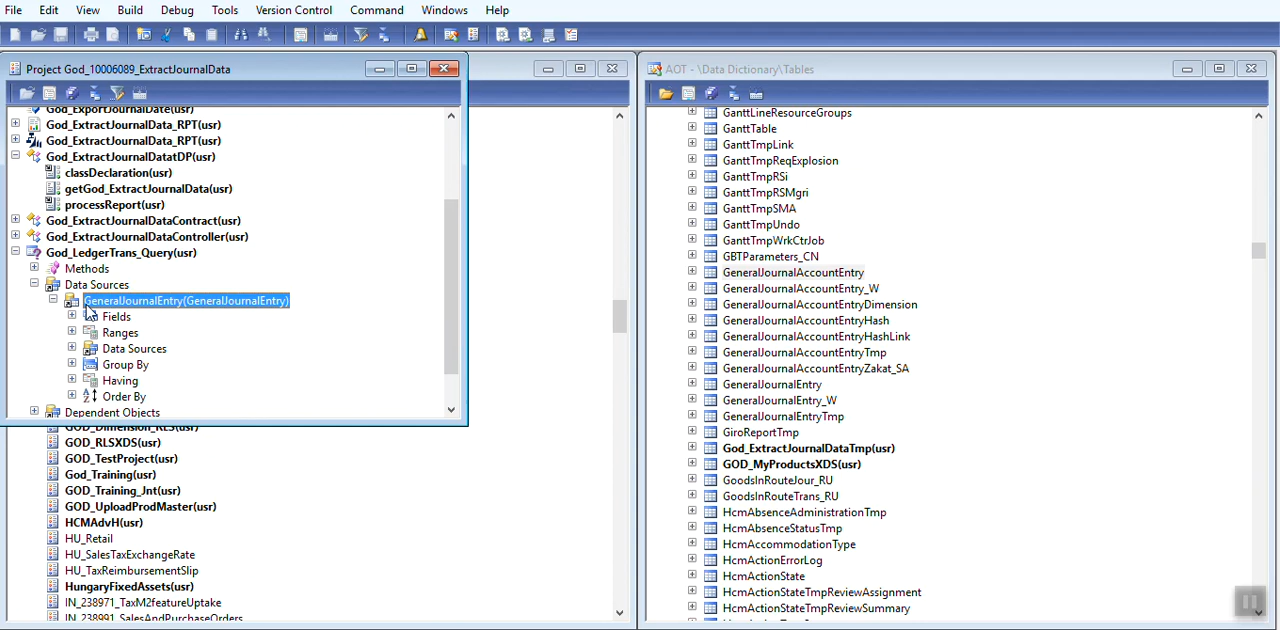 File Edit View Build Debug Tools Version Control Command Windows Help
Project God_10006089_ExtractJournalData
God_ExportJournalDate(usr)
God_ExtractJournalData_RPT(usr)
God_ExtractJournalData_RPT(usr)
God_ExtractJournalDatatDP(usr)
classDeclaration(usr)
getGod_ExtractJournalData(usr)
processReport(usr)
God_ExtractJournalDataContract(usr)
God_ExtractJournalDataController(usr)
God_LedgerTrans_Query(usr)
Methods
Data Sources
GeneralJournalEntry(GeneralJournalEntry)
Fields
Ranges
Data Sources
Group By
Having
Order By
Dependent Objects
GOD_Dimension_RLS(usr)
GOD_RLSXDS(usr)
GOD_TestProject(usr)
God_Training(usr)
GOD_Training_Jnt(usr)
GOD_UploadProdMaster(usr)
HCMAdvH(usr)
HU_Retail
HU_SalesTaxExchangeRate
HU_TaxReimbursementSlip
HungaryFixedAssets(usr)
IN_238971_TaxM2featureUptake
IN_238991_SalesAndPurchaseOrders
AOT - \Data Dictionary\Tables
GanttLineResourceGroups
GanttTable
GanttTmpLink
GanttTmpReqExplosion
GanttTmpRSi
GanttTmpRSMgri
GanttTmpSMA
GanttTmpUndo
GanttTmpWrkCtrJob
GBTParameters_CN
GeneralJournalAccountEntry
GeneralJournalAccountEntry_W
GeneralJournalAccountEntryDimension
GeneralJournalAccountEntryHash
GeneralJournalAccountEntryHashLink
GeneralJournalAccountEntryTmp
GeneralJournalAccountEntryZakat_SA
GeneralJournalEntry
GeneralJournalEntry_W
GeneralJournalEntryTmp
GiroReportTmp
God_ExtractJournalDataTmp(usr)
GOD_MyProductsXDS(usr)
GoodsInRouteJour_RU
GoodsInRouteTrans_RU
HcmAbsenceAdministrationTmp
HcmAbsenceStatusTmp
HcmAccommodationType
HcmActionErrorLog
HcmActionState
HcmActionStateTmpReviewAssignment
HcmActionStateTmpReviewSummary